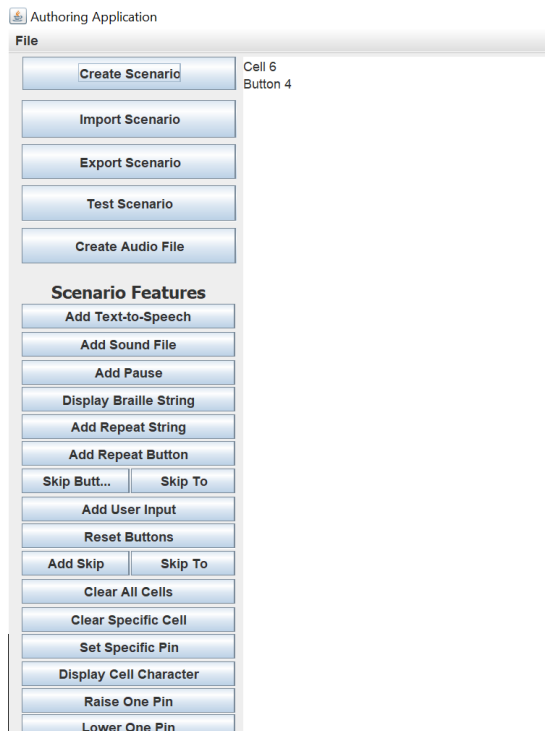 Authoring Application
File
Create Scenario
Cell 6
Button 4
Import Scenario
Export Scenario
Test Scenario
Create Audio File
Scenario Features
Add Text-to-Speech
Add Sound File
Add Pause
Display Braille String
Add Repeat String
Add Repeat Button
Skip Butt... Skip To
Add User Input
Reset Buttons
Add Skip Skip To
Clear All Cells
Clear Specific Cell
Set Specific Pin
Display Cell Character
Raise One Pin
Lower One Pin